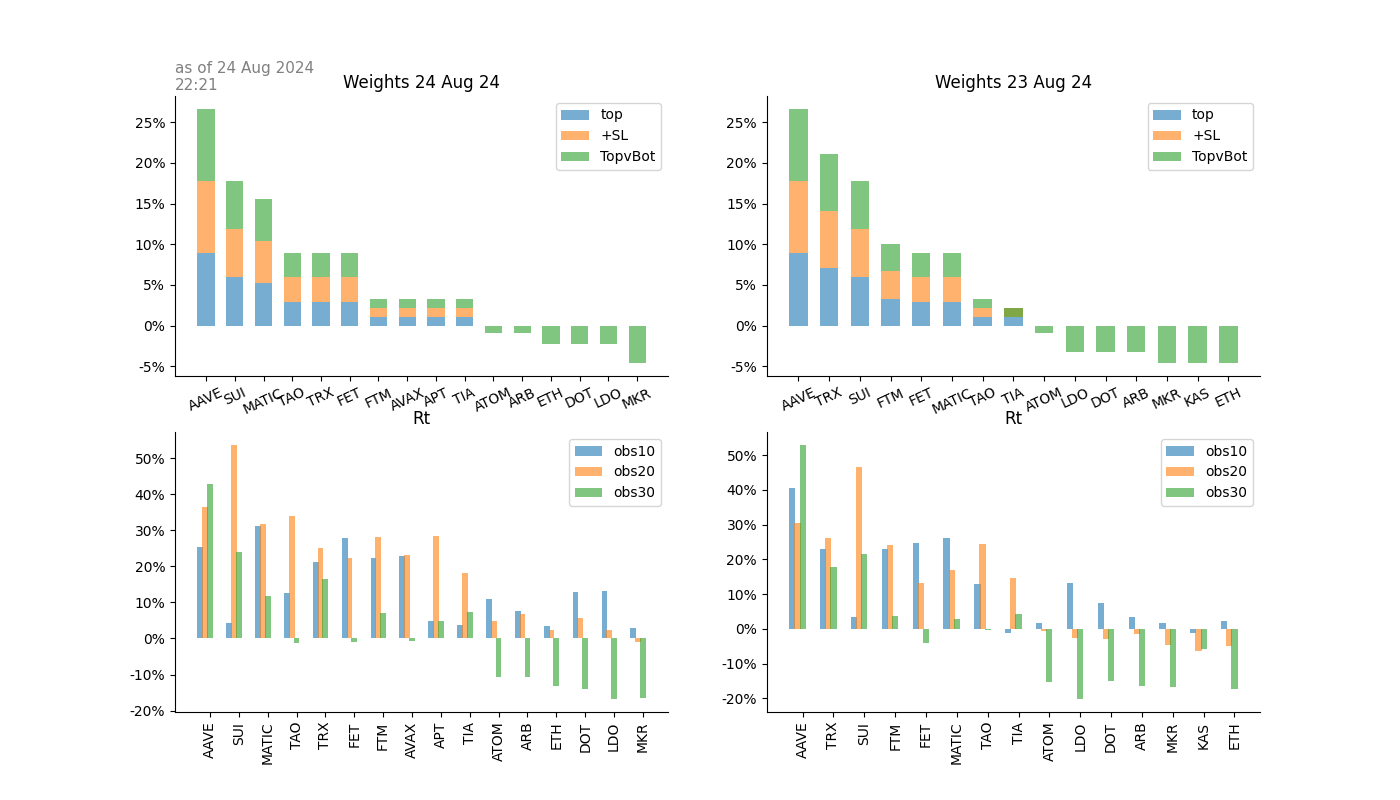 as of 24 Aug 2024
22:21
Weights 24 Aug 24
25%
20%
15%
10%
5%
0%
-5%
top
+SL
TopvBot
AAVE SUI MATIC TAO TRX FET FTM AVAX APT TIA ATOM ARB ETH DOT LDO MKR
Weights 23 Aug 24
25%
20%
15%
10%
5%
0%
-5%
top
+SL
TopvBot
AAVE TRX SUI FTM FET MATIC TAO TIA ATOM LDO DOT ARB MKR KAS ETH
Rt
50%
40%
30%
20%
10%
0%
-10%
-20%
obs10
obs20
obs30
AAVE SUI MATIC TAO TRX FET FTM AVAX APT TIA ATOM ARB ETH DOT LDO MKR
Rt
50%
40%
30%
20%
10%
0%
-10%
-20%
obs10
obs20
obs30
AAVE TRX SUI FTM FET MATIC TAO TIA ATOM LDO DOT ARB MKR KAS ETH